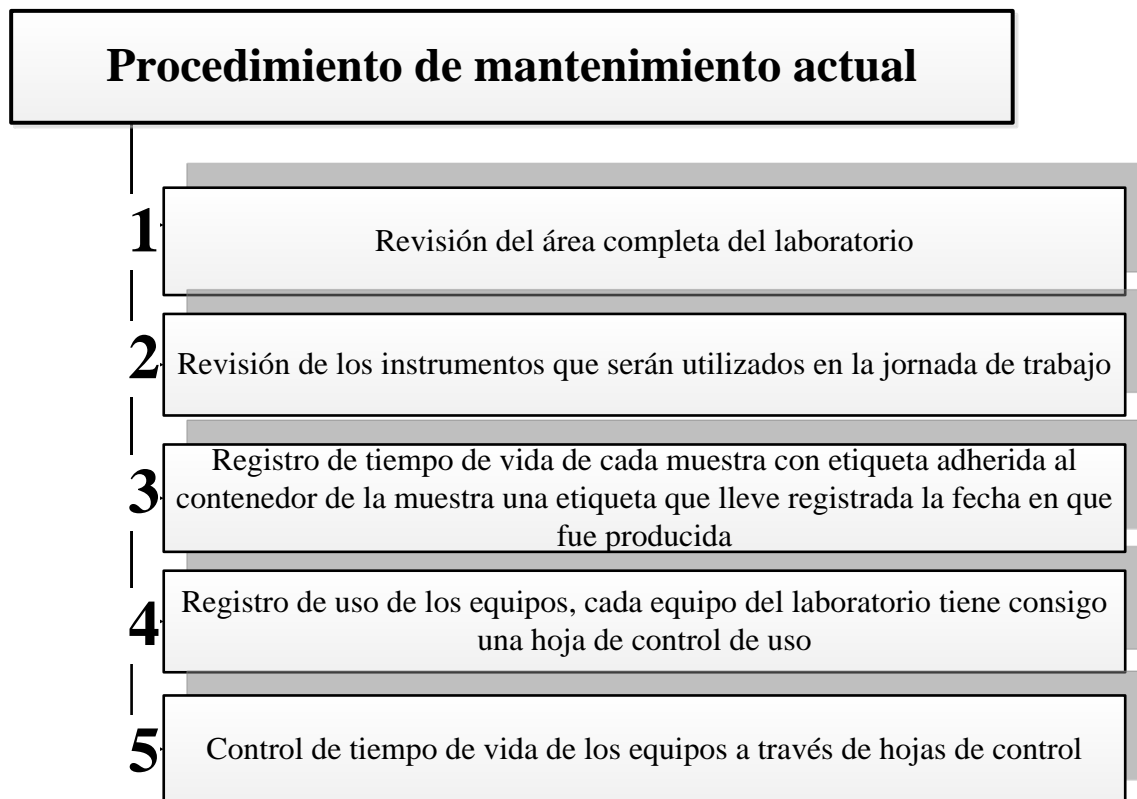 Procedimiento de mantenimiento actual
1
Revisión del área completa del laboratorio
2
Revisión de los instrumentos que serán utilizados en la jornada de trabajo
3
Registro de tiempo de vida de cada muestra con etiqueta adherida al
contenedor de la muestra una etiqueta que lleve registrada la fecha en que
fue producida
4
Registro de uso de los equipos, cada equipo del laboratorio tiene consigo
una hoja de control de uso
5
Control de tiempo de vida de los equipos a través de hojas de control